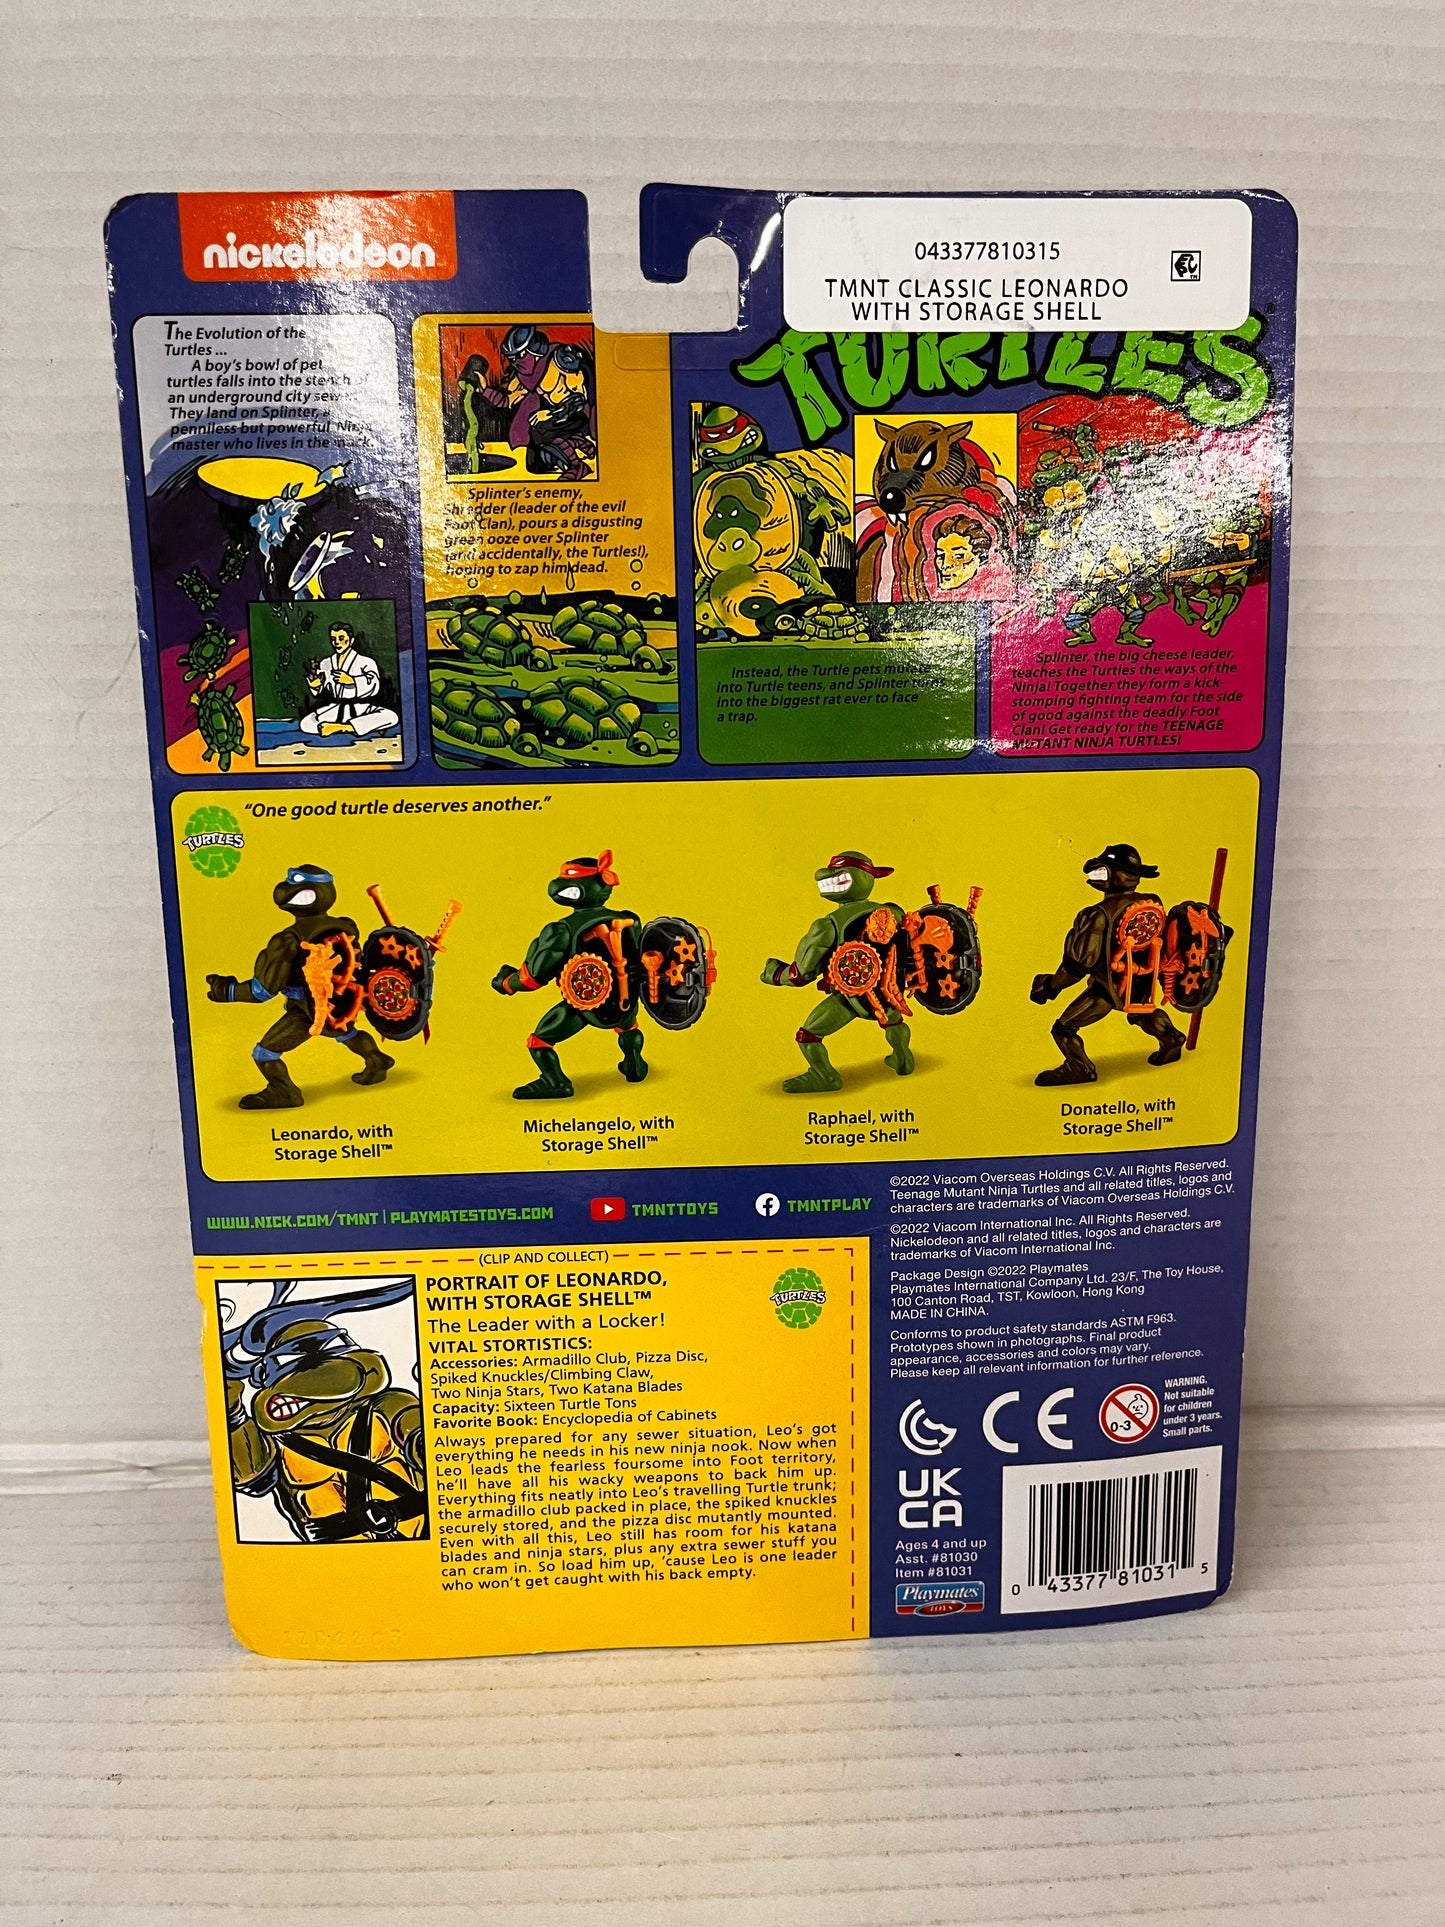 nickelodeon
043377810315
TMNT CLASSIC LEONARDO
WITH STORAGE SHELL
TURTLES
®
The Evolution of the
Turtles ...
A boy's bowl of pet
turtles falls into the stench of
an underground city sewer.
They land on Splinter, a
penniless but powerful Ninja
master who lives in the murk.
Splinter's enemy,
Shredder (leader of the evil
Foot Clan), pours a disgusting
green ooze over Splinter
(and accidentally, the Turtles!),
hoping to zap him dead.
Instead, the Turtle pets mutate
into Turtle teens, and Splinter turns
into the biggest rat ever to face
a trap.
Splinter, the big cheese leader,
teaches the Turtles the ways of the
Ninja! Together they form a kick-
stomping fighting team for the side
of good against the deadly Foot
Clan! Get ready for the TEENAGE
MUTANT NINJA TURTLES!
TURTLES
"One good turtle deserves another."
Leonardo, with
Storage Shell™
Michelangelo, with
Storage Shell™
Raphael, with
Storage Shell™
Donatello, with
Storage Shell™
WWW.NICK.COM/TMNT | PLAYMATESTOYS.COM
TMNTTOYS
TMNTPLAY
(CLIP AND COLLECT)
PORTRAIT OF LEONARDO,
WITH STORAGE SHELL™
The Leader with a Locker!
TURTLES
VITAL STORTISTICS:
Accessories: Armadillo Club, Pizza Disc,
Spiked Knuckles/Climbing Claw,
Two Ninja Stars, Two Katana Blades
Capacity: Sixteen Turtle Tons
Favorite Book: Encyclopedia of Cabinets
Always prepared for any sewer situation, Leo's got
everything he needs in his new ninja nook. Now when
Leo leads the fearless foursome into Foot territory,
he'll have all his wacky weapons to back him up.
Everything fits neatly into Leo's travelling Turtle trunk;
the armadillo club packed in place, the spiked knuckles
securely stored, and the pizza disc mutantly mounted.
Even with all this, Leo still has room for his katana
blades and ninja stars, plus any extra sewer stuff you
can cram in. So load him up, 'cause Leo is one leader
who won't get caught with his back empty.
©2022 Viacom Overseas Holdings C.V. All Rights Reserved.
Teenage Mutant Ninja Turtles and all related titles, logos and
characters are trademarks of Viacom Overseas Holdings C.V.
©2022 Viacom International Inc. All Rights Reserved.
Nickelodeon and all related titles, logos and characters are
trademarks of Viacom International Inc.
Package Design ©2022 Playmates
Playmates International Company Ltd. 23/F, The Toy House,
100 Canton Road, TST, Kowloon, Hong Kong
MADE IN CHINA.
Conforms to product safety standards ASTM F963.
Prototypes shown in photographs. Final product
appearance, accessories and colors may vary.
Please keep all relevant information for further reference.
CE
0-3
WARNING.
Not suitable
for children
under 3 years.
Small parts.
UK
CA
Ages 4 and up
Asst. #81030
Item #81031
Playmates
TOYS
0 43377 81031 5